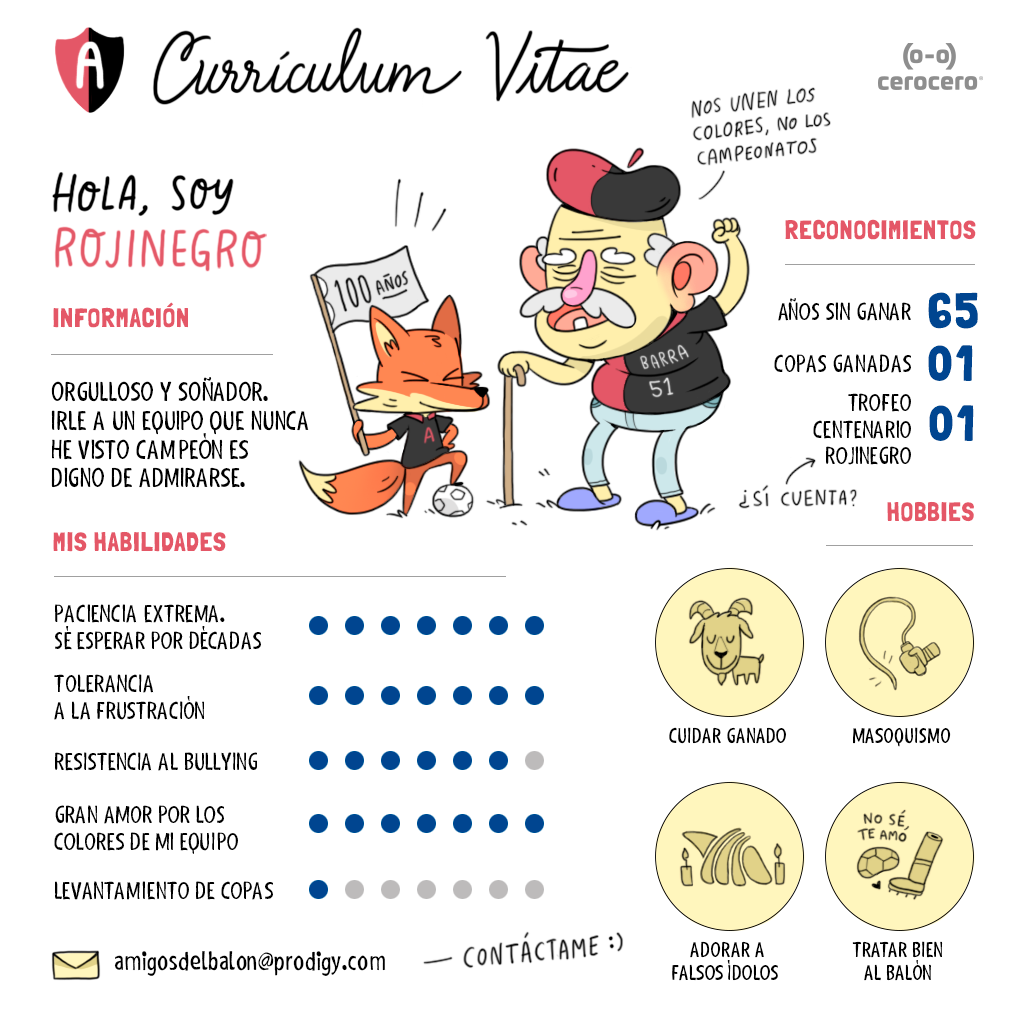 A
Currículum Vitae
(o-o)
cerocero
NOS UNEN LOS
COLORES, NO LOS
CAMPEONATOS
HOLA, SOY
ROJINEGRO
100 AÑOS
BARRA
51
A
INFORMACIÓN
ORGULLOSO Y SOÑADOR.
IRLE A UN EQUIPO QUE NUNCA
HE VISTO CAMPEÓN ES
DIGNO DE ADMIRARSE.
RECONOCIMIENTOS
AÑOS SIN GANAR 65
COPAS GANADAS 01
TROFEO
CENTENARIO 01
ROJINEGRO
¿SÍ CUENTA?
MIS HABILIDADES
PACIENCIA EXTREMA.
SÉ ESPERAR POR DÉCADAS
TOLERANCIA
A LA FRUSTRACIÓN
RESISTENCIA AL BULLYING
GRAN AMOR POR LOS
COLORES DE MI EQUIPO
LEVANTAMIENTO DE COPAS
HOBBIES
CUIDAR GANADO
MASOQUISMO
NO SÉ,
TE AMO
ADORAR A
FALSOS ÍDOLOS
TRATAR BIEN
AL BALÓN
amigosdelbalon@prodigy.com
— CONTÁCTAME :)